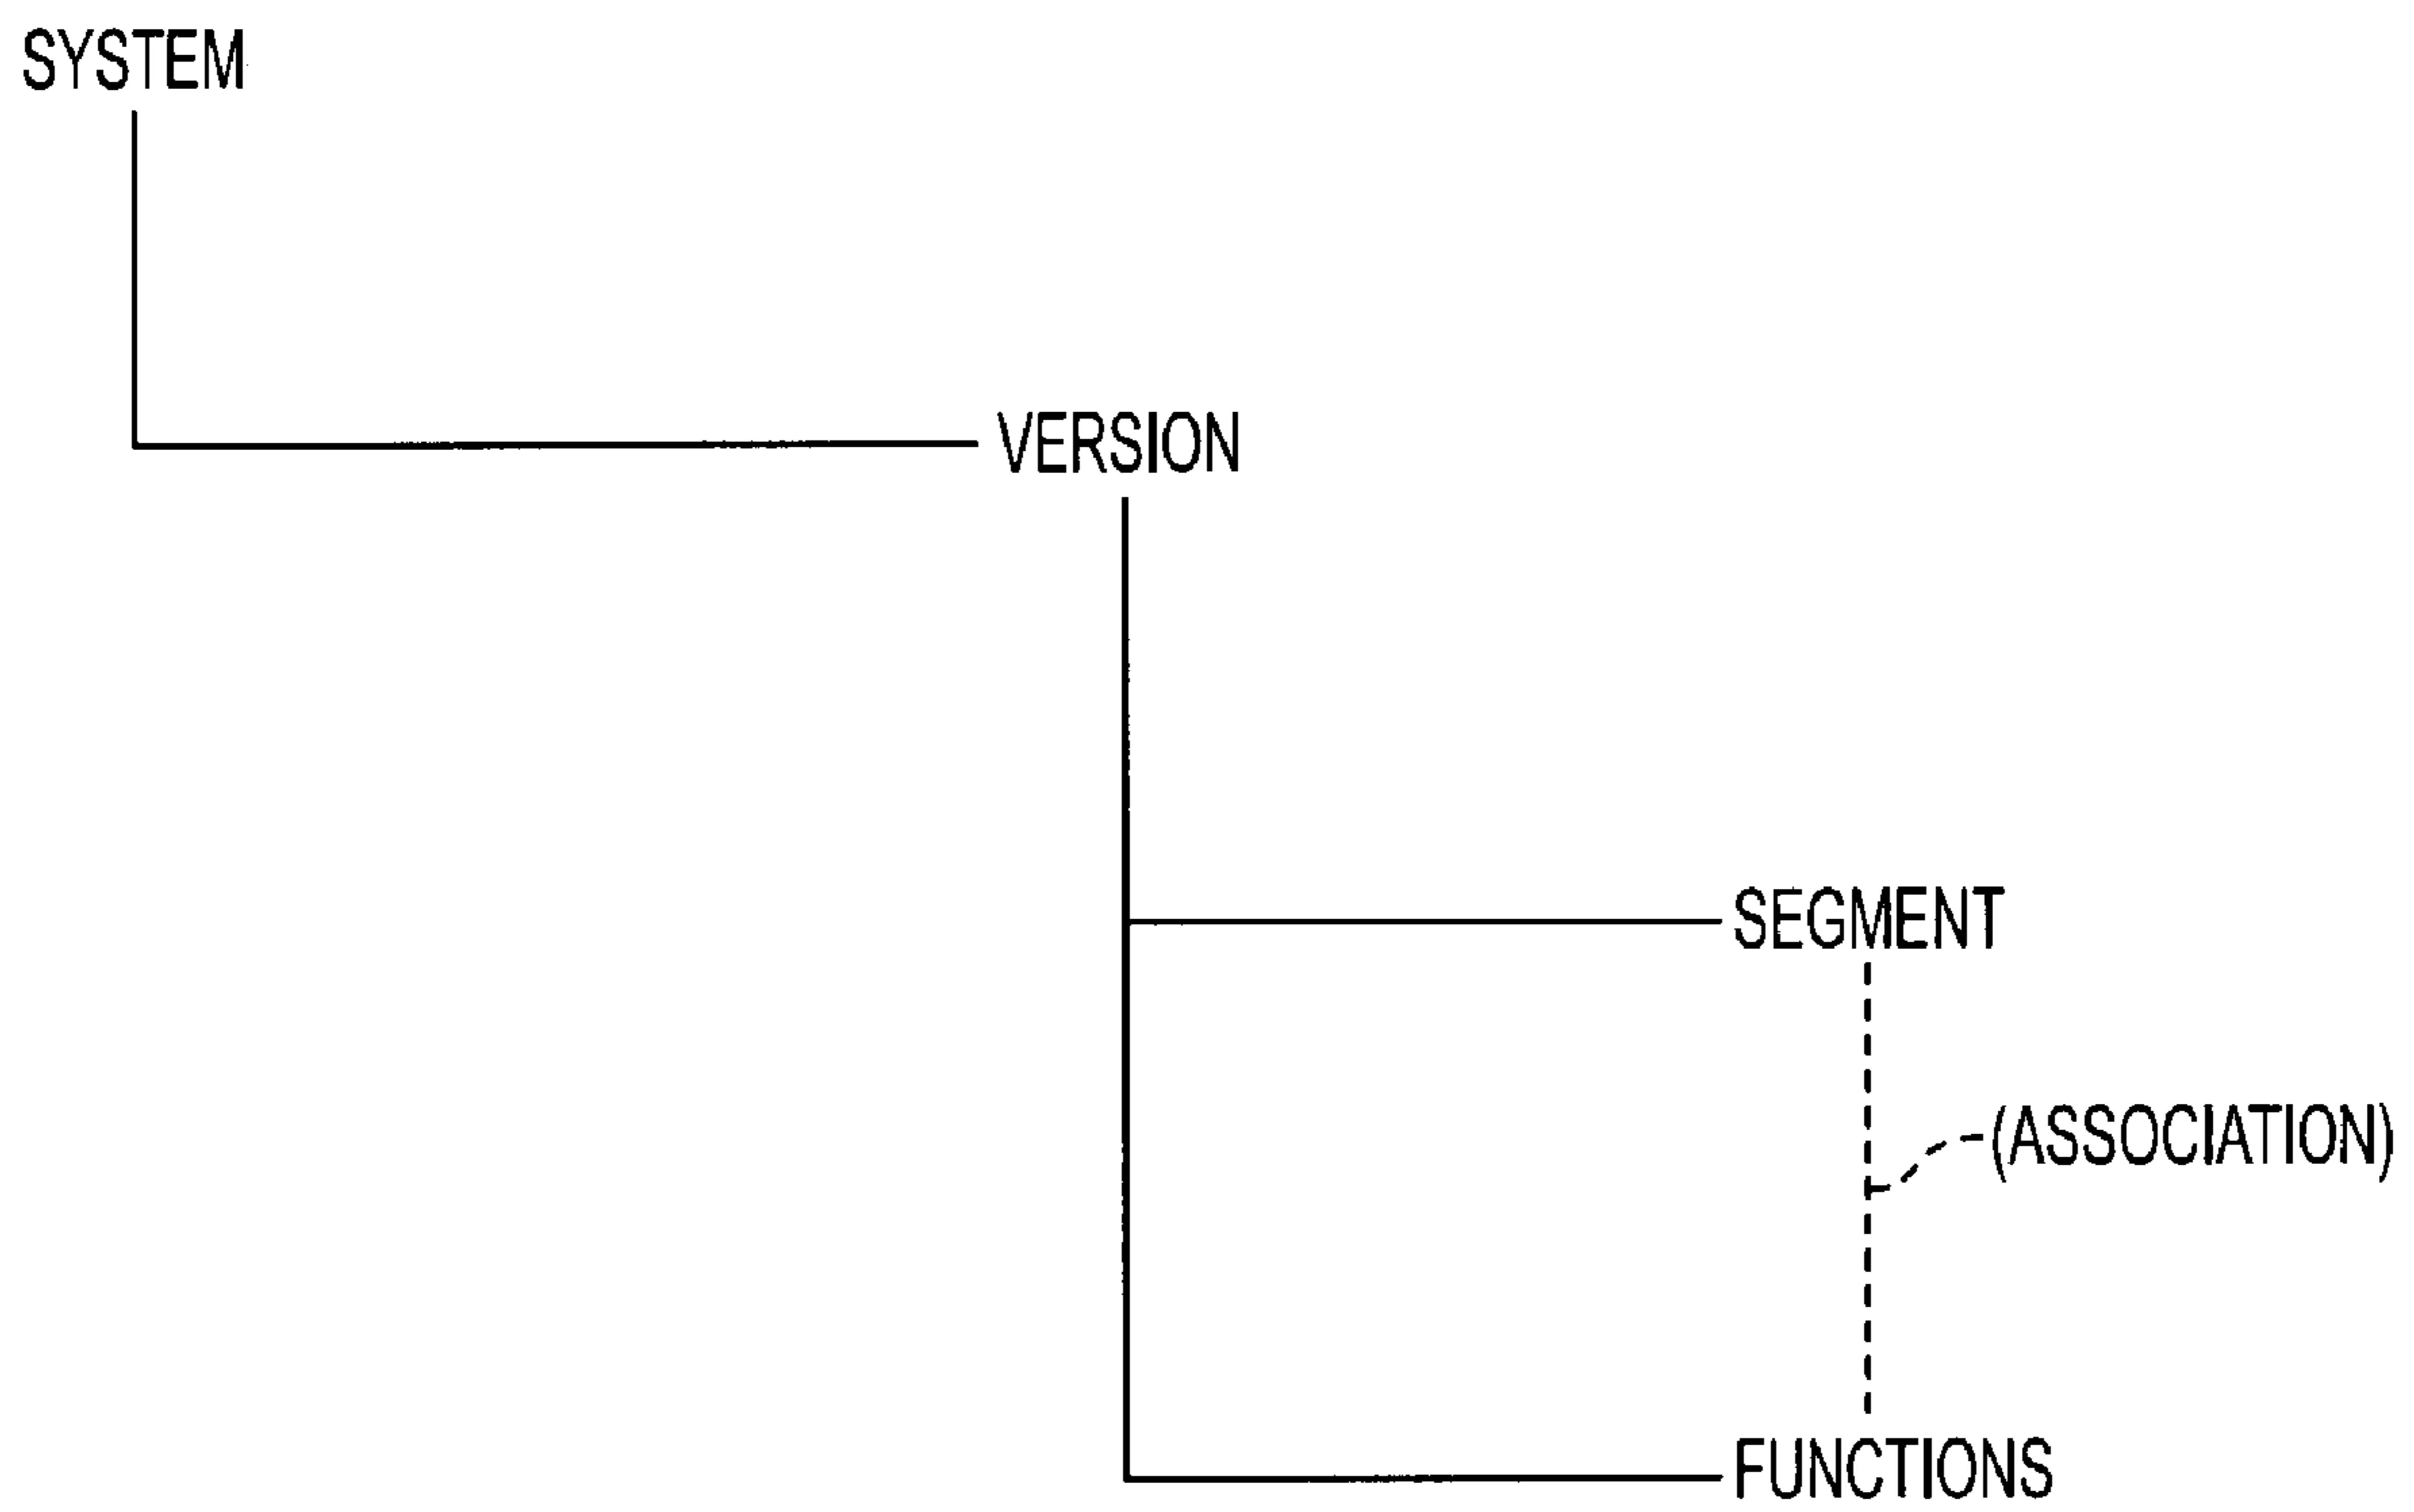 SYSTEM
VERSION
SEGMENT
(ASSOCIATION)
FUNCTIONS